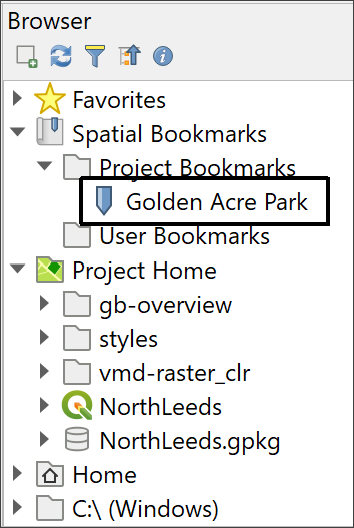 Browser
Favorites
Spatial Bookmarks
Project Bookmarks
Golden Acre Park
User Bookmarks
Project Home
gb-overview
styles
vmd-raster_clr
NorthLeeds
NorthLeeds.gpkg
Home
C:\ (Windows)